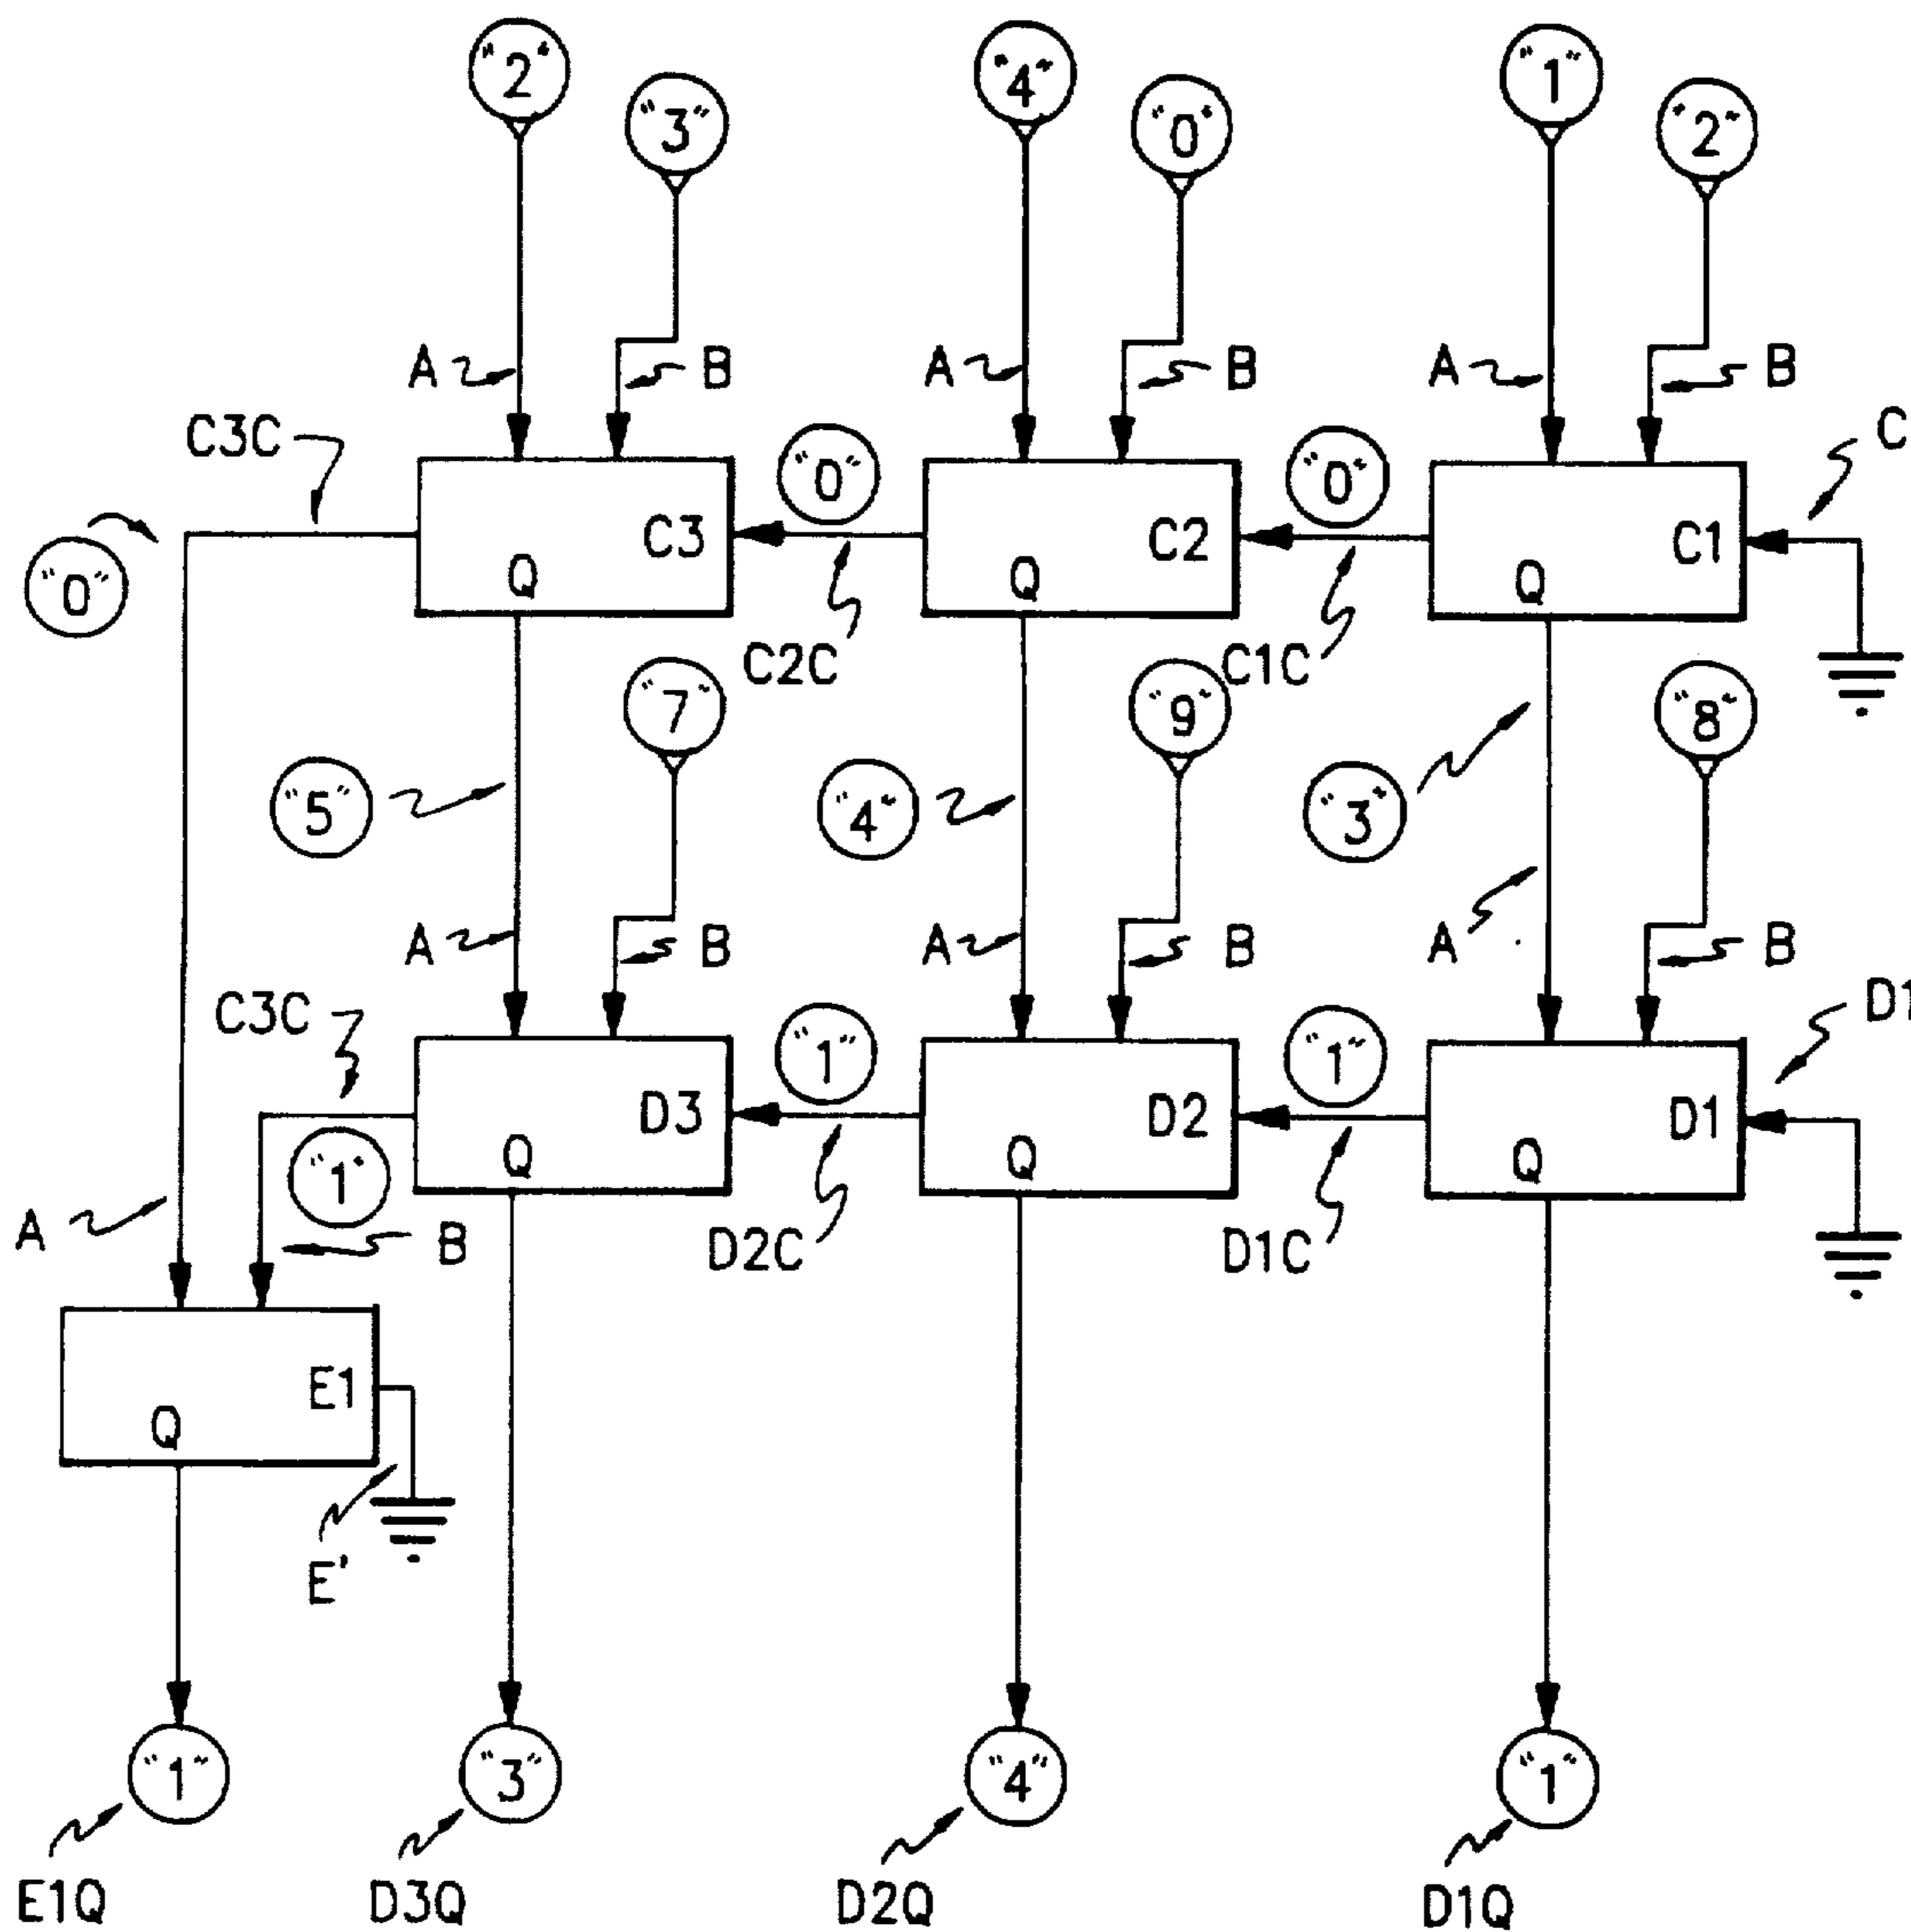 "2" "4" "1"
"3" "0" "2"
A B A B A B
C3C "0" "0" C
C3 C2 C1
"0" Q Q Q
C2C C1C
"7" "9" "8"
"5" "4" "3"
A B A B A B
C3C "1" "1" D1
D3 D2 D1
"1" Q Q Q
A B D2C D1C
E1
Q
E'
"1" "3" "4" "1"
E1Q D3Q D2Q D1Q